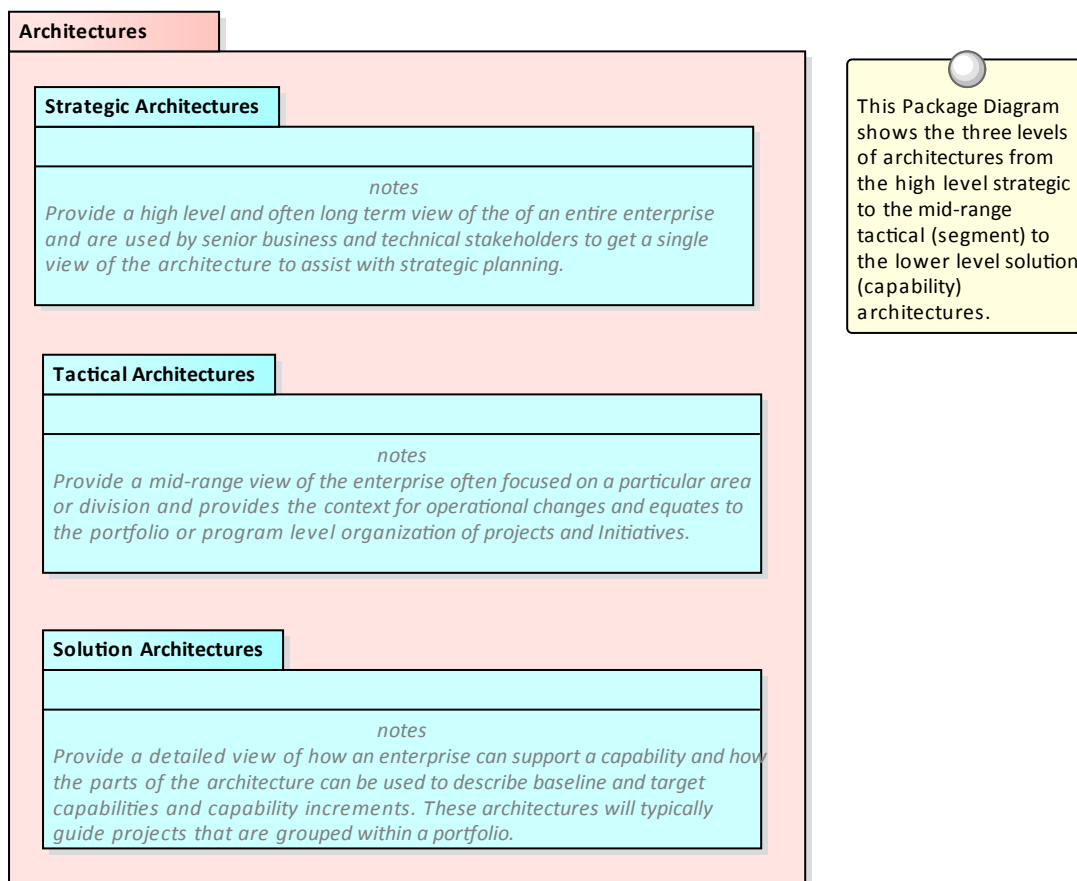 Architectures
Strategic Architectures
notes
Provide a high level and often long term view of the of an entire enterprise
and are used by senior business and technical stakeholders to get a single
view of the architecture to assist with strategic planning.
Tactical Architectures
notes
Provide a mid-range view of the enterprise often focused on a particular area
or division and provides the context for operational changes and equates to
the portfolio or program level organization of projects and Initiatives.
Solution Architectures
notes
Provide a detailed view of how an enterprise can support a capability and how
the parts of the architecture can be used to describe baseline and target
capabilities and capability increments. These architectures will typically
guide projects that are grouped within a portfolio.
This Package Diagram
shows the three levels
of architectures from
the high level strategic
to the mid-range
tactical (segment) to
the lower level solution
(capability)
architectures.